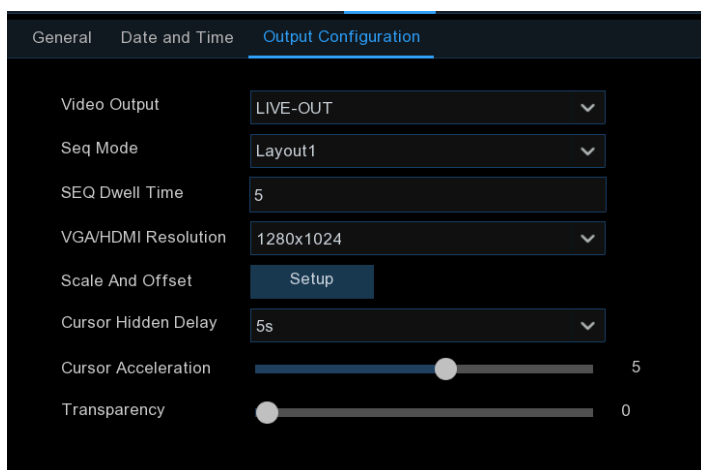 General Date and Time Output Configuration
Video Output LIVE-OUT
Seq Mode Layout1
SEQ Dwell Time 5
VGA/HDMI Resolution 1280x1024
Scale And Offset Setup
Cursor Hidden Delay 5s
Cursor Acceleration 5
Transparency 0